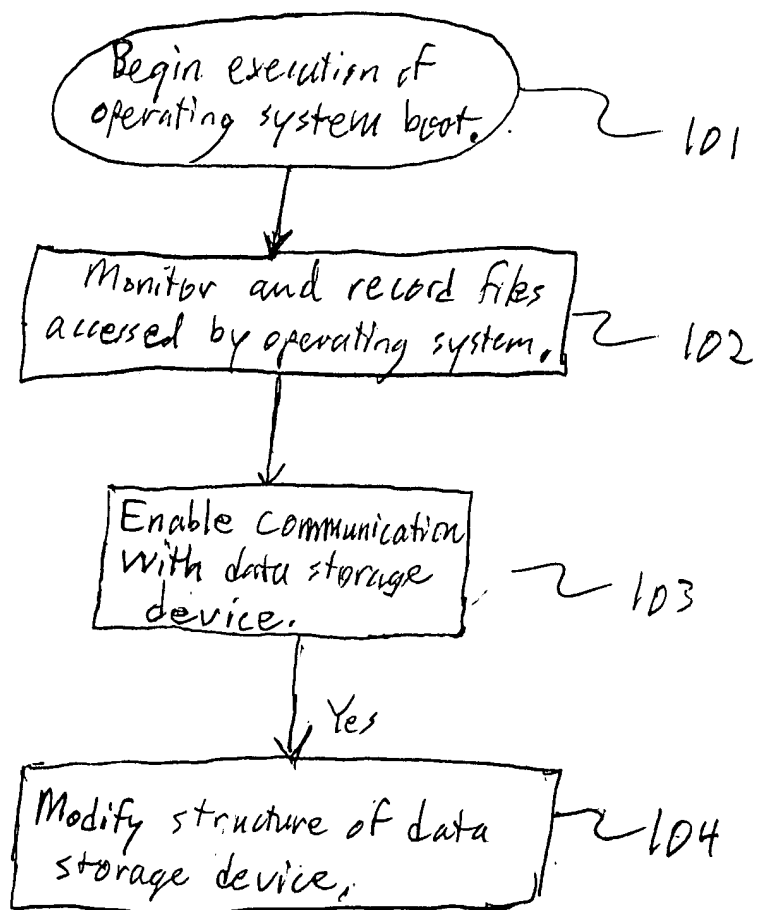 Begin execution of
operating system boot.
101
Monitor and record files
accessed by operating system.
102
Enable communication
with data storage
device.
103
Yes
Modify structure of data
storage device.
104